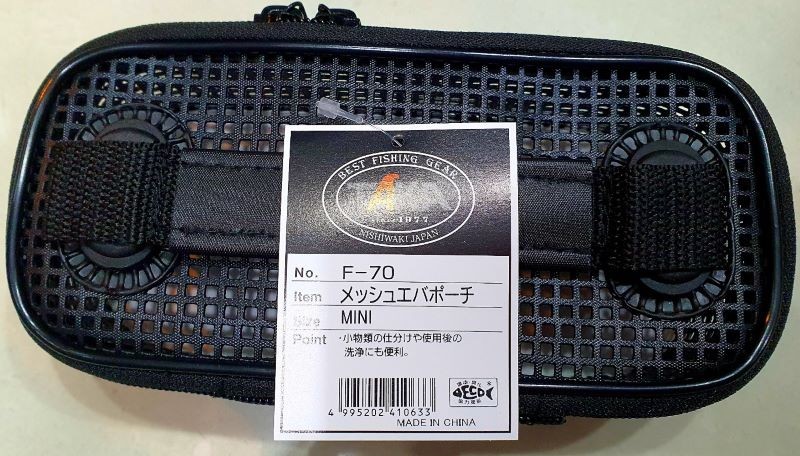 BEST FISHING GEAR
Since 1977
NISHIWAKI JAPAN
No. F-70
Item メッシュエバポーチ
Size MINI
Point ・小物類の仕分けや使用後の
洗浄にも便利。
4 995202 410633
MADE IN CHINA